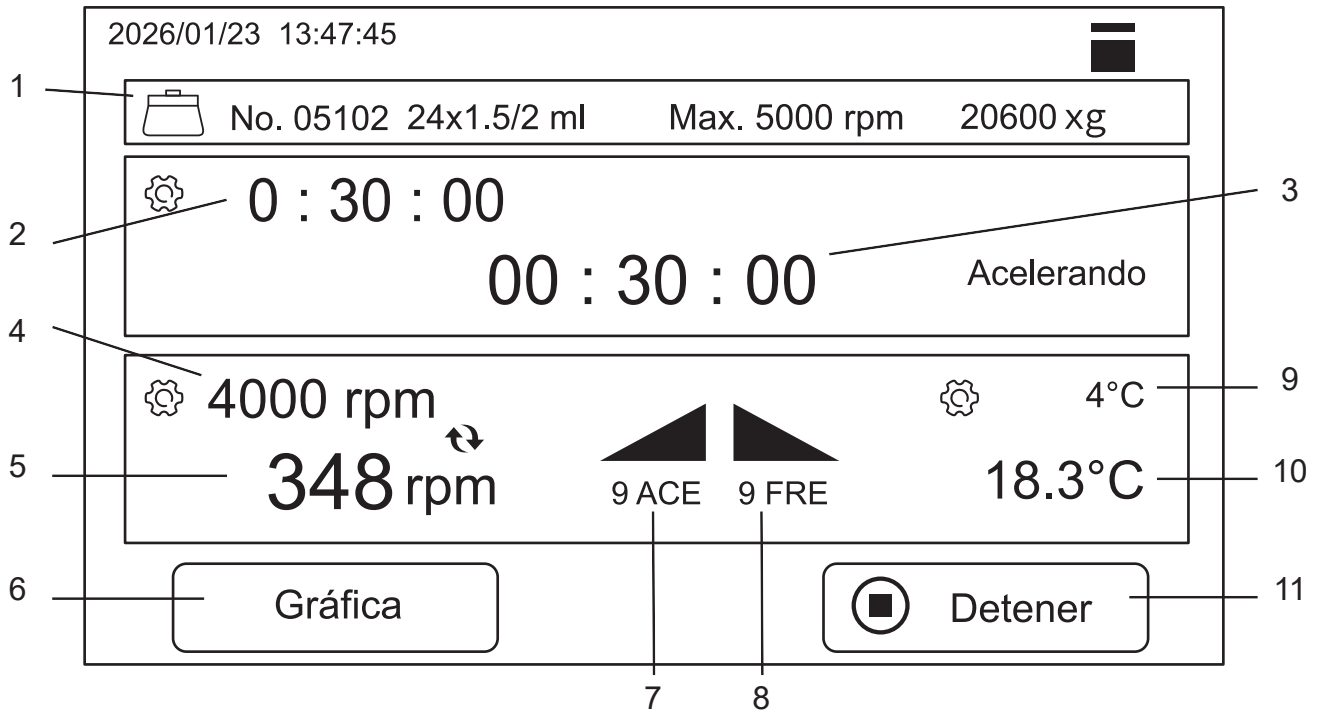 2026/01/23 13:47:45
1
No. 05102 24x1.5/2 ml Max. 5000 rpm 20600 xg
2
0 : 30 : 00
3
00 : 30 : 00 Acelerando
4
4000 rpm
9
4°C
5
348 rpm
9 ACE 9 FRE
10
18.3°C
6
Gráfica
11
Detener
7 8